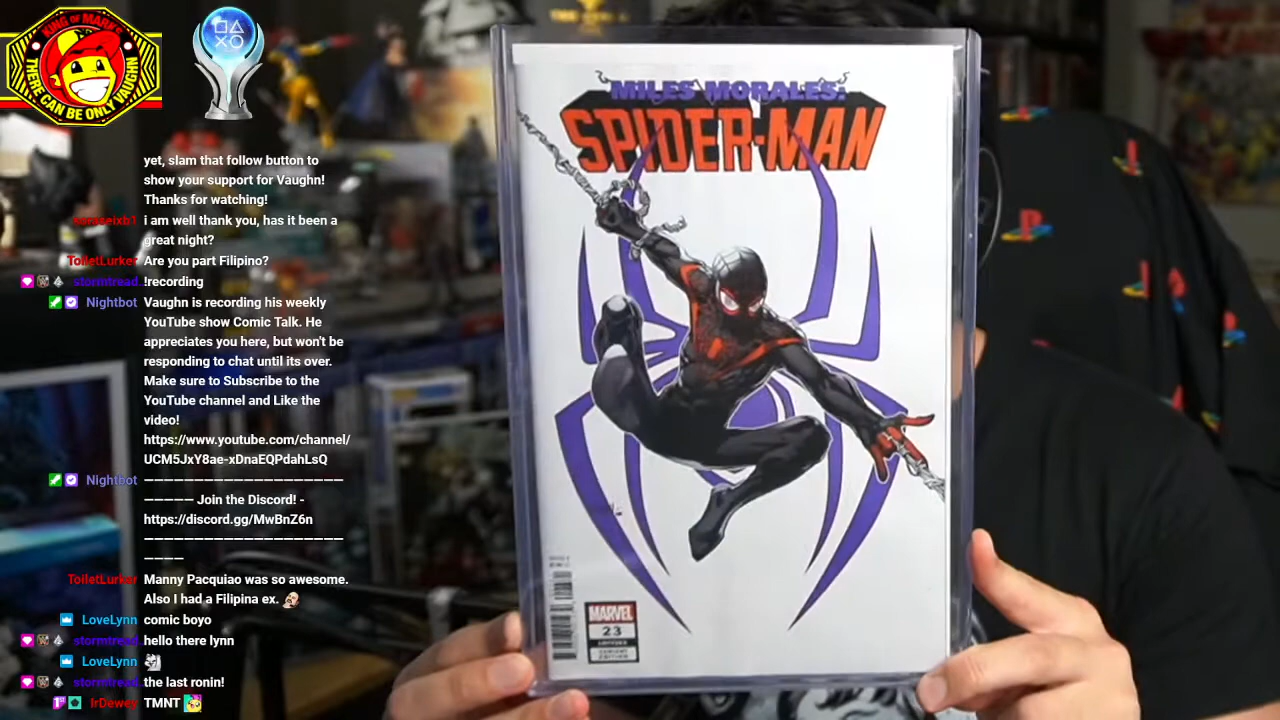 KING OF MARKS
THERE CAN BE ONLY VAUGHN
yet, slam that follow button to
show your support for Vaughn!
Thanks for watching!
i am well thank you, has it been a
great night?
ToiletLurker Are you part Filipino?
stormtread.. !recording
Nightbot Vaughn is recording his weekly
YouTube show Comic Talk. He
appreciates you here, but won't be
responding to chat until its over.
Make sure to Subscribe to the
YouTube channel and Like the
video!
https://www.youtube.com/channel/
UCM5JxY8ae-xDnaEQPdahLsQ
Nightbot ————————————————————
————— Join the Discord! -
https://discord.gg/MwBnZ6n
————————————————————
————
ToiletLurker Manny Pacquiao was so awesome.
Also I had a Filipina ex.
LoveLynn comic boyo
stormtread.. hello there lynn
LoveLynn
stormtread.. the last ronin!
IrDewey TMNT
MILES MORALES:
SPIDER-MAN
MARVEL
23
VARIANT
EDITION